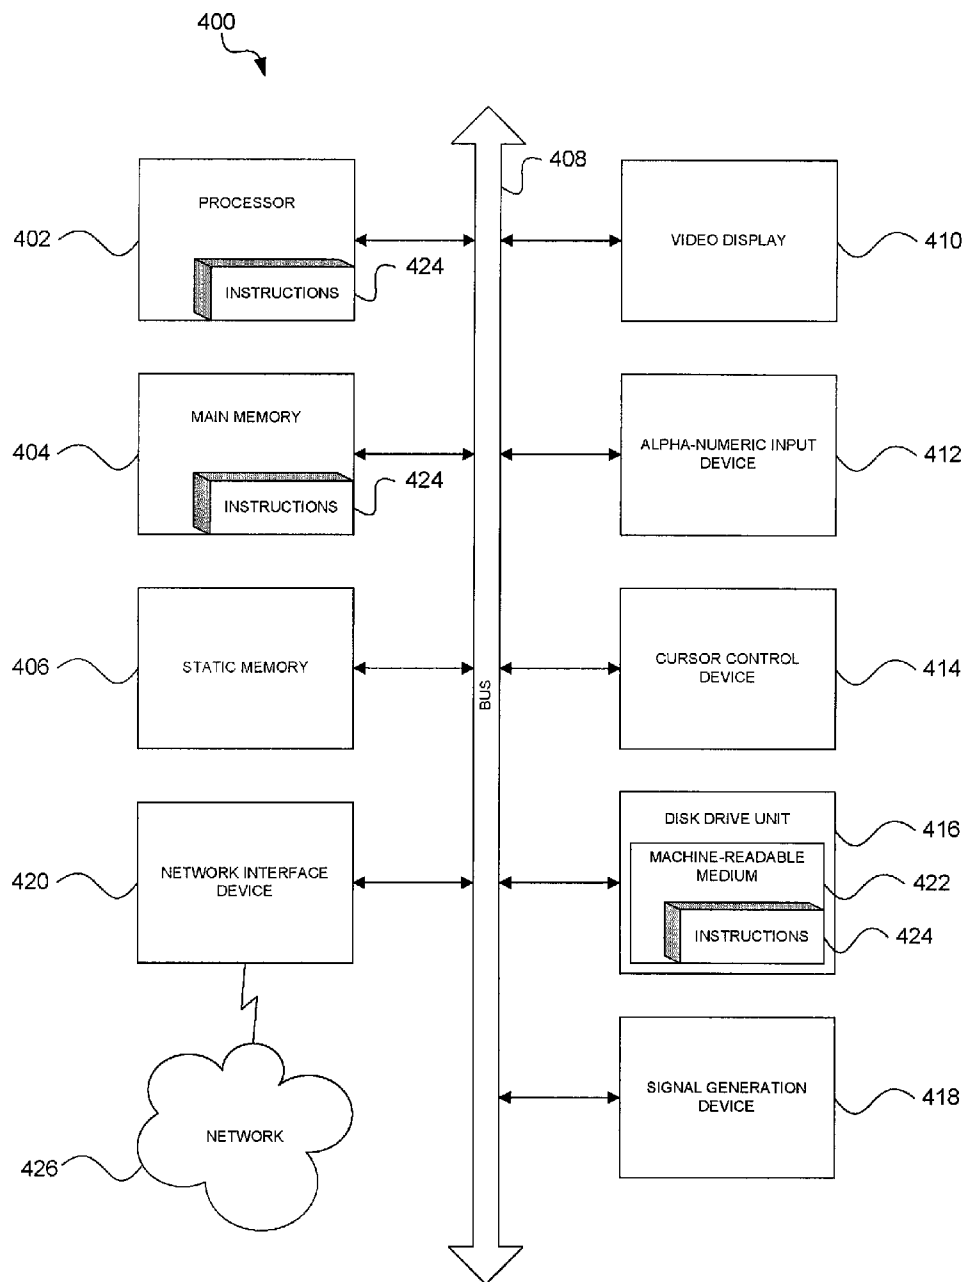 400
408
PROCESSOR
402
424
INSTRUCTIONS
VIDEO DISPLAY
410
MAIN MEMORY
404
424
INSTRUCTIONS
ALPHA-NUMERIC INPUT
DEVICE
412
406
STATIC MEMORY
BUS
CURSOR CONTROL
DEVICE
414
420
NETWORK INTERFACE
DEVICE
DISK DRIVE UNIT
416
MACHINE-READABLE
MEDIUM
422
INSTRUCTIONS
424
SIGNAL GENERATION
DEVICE
418
NETWORK
426